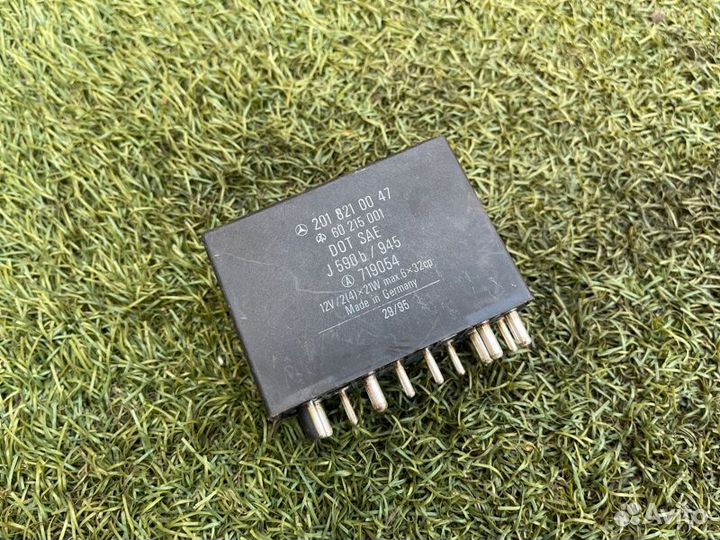 201 821 00 47
60 215 001
DOT SAE
J 590 b / 945
A 719054
12V/2(4)×21W max.6×32cp
Made in Germany
29/95
Avito